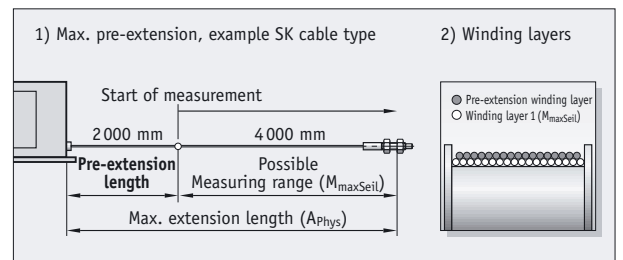 1) Max. pre-extension, example SK cable type
2) Winding layers
Start of measurement
2 000 mm
4 000 mm
Pre-extension
length
Possible
Measuring range (MmaxSeil)
Max. extension length (APhys)
Pre-extension winding layer
Winding layer 1 (MmaxSeil)